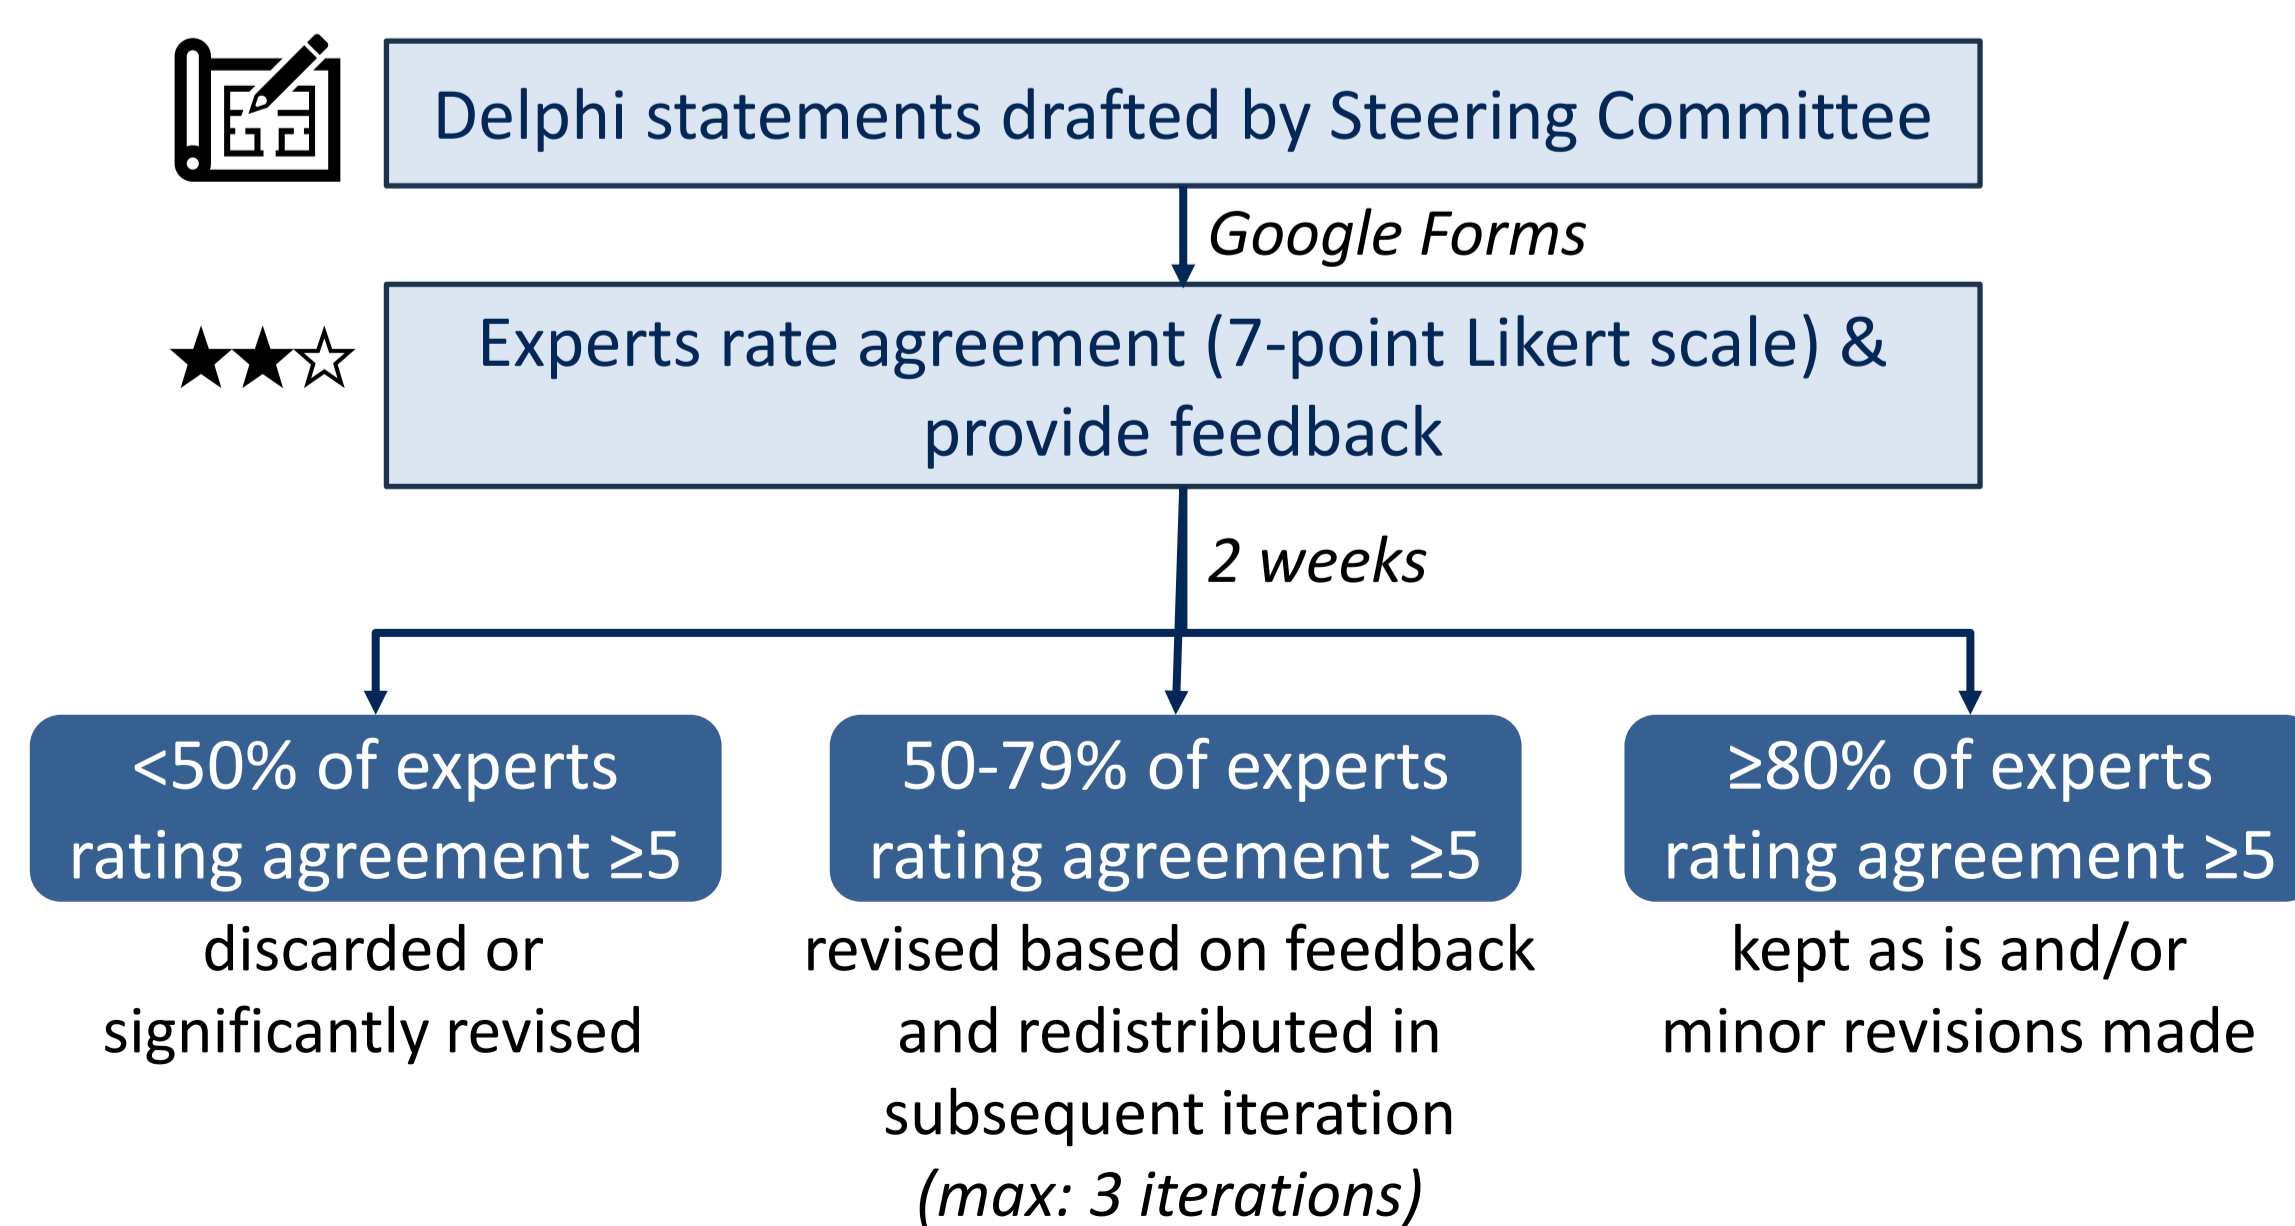 Delphi statements drafted by Steering Committee
Google Forms
Experts rate agreement (7-point Likert scale) &
provide feedback
2 weeks
<50% of experts
rating agreement ≥5
discarded or
significantly revised
50-79% of experts
rating agreement ≥5
revised based on feedback
and redistributed in
subsequent iteration
(max: 3 iterations)
≥80% of experts
rating agreement ≥5
kept as is and/or
minor revisions made